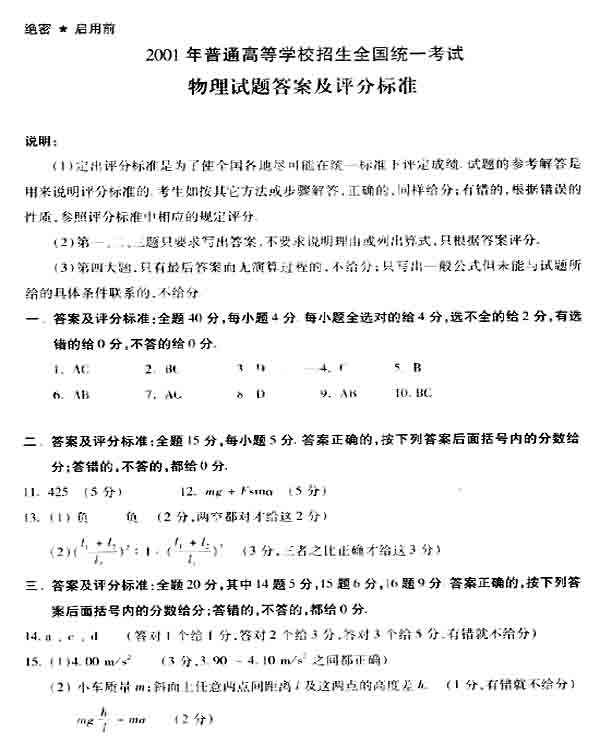 绝密 ★ 启用前
2001 年普通高等学校招生全国统一考试
物理试题答案及评分标准
说明:
(1)定出评分标准是为了使全国各地尽可能在统一标准下评定成绩.试题的参考解答是
用来说明评分标准的.考生如按其它方法或步骤解答,正确的,同样给分;有错的,根据错误的
性质,参照评分标准中相应的规定评分.
(2)第一、二、三题只要求写出答案,不要求说明理由或列出算式,只根据答案评分.
(3)第四大题,只有最后答案而无演算过程的,不给分;只写出一般公式但未能与试题所
给的具体条件联系的,不给分
一. 答案及评分标准:全题 40 分,每小题 4 分.每小题全选对的给 4 分,选不全的给 2 分,有选
错的给 0 分,不答的给 0 分.
1. AC 2. BC 3. 4. C 5. B
6. AB 7. AC 8. D 9. AB 10. BC
二. 答案及评分标准:全题 15 分,每小题 5 分.答案正确的,按下列答案后面括号内的分数给
分;答错的,不答的,都给 0 分.
11. 425 (5 分) 12. mg + Fsinα (5 分)
13. (1) 负 负 (2 分,两空都对才给这 2 分)
(2) (3 分,三者之比正确才给这 3 分)
三. 答案及评分标准:全题 20 分,其中 14 题 5 分,15 题 6 分,16 题 9 分.答案正确的,按下列答
案后面括号内的分数给分;答错的,不答的,都给 0 分.
14. a , c , d (答对 1 个给 1 分,答对 2 个给 3 分,答对 3 个给 5 分.有错就不给分)
15. (1)4.00 m/s² (3 分,3.90 ~ 4.10 m/s² 之间都正确)
(2) 小车质量 m;斜面上任意两点间距离 l 及这两点的高度差 h. (1 分,有错就不给分)
mg h/l = ma (2 分)